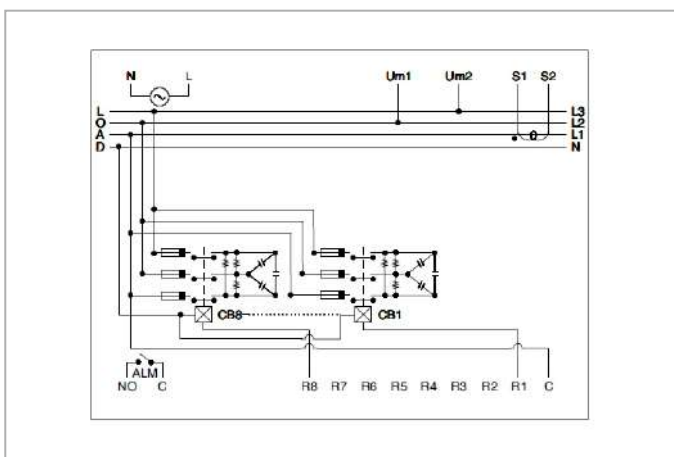 N L Um1 Um2 S1 S2
L L3
O L2
A L1
D N
CB8 CB1
ALM
NO C R8 R7 R6 R5 R4 R3 R2 R1 C